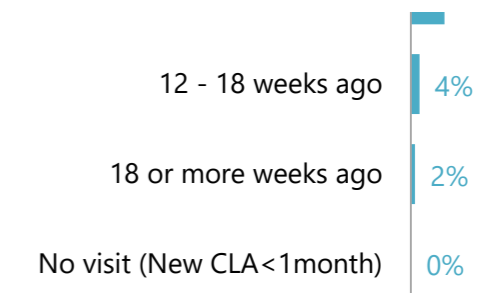 12 - 18 weeks ago 4%
18 or more weeks ago 2%
No visit (New CLA<1month) 0%